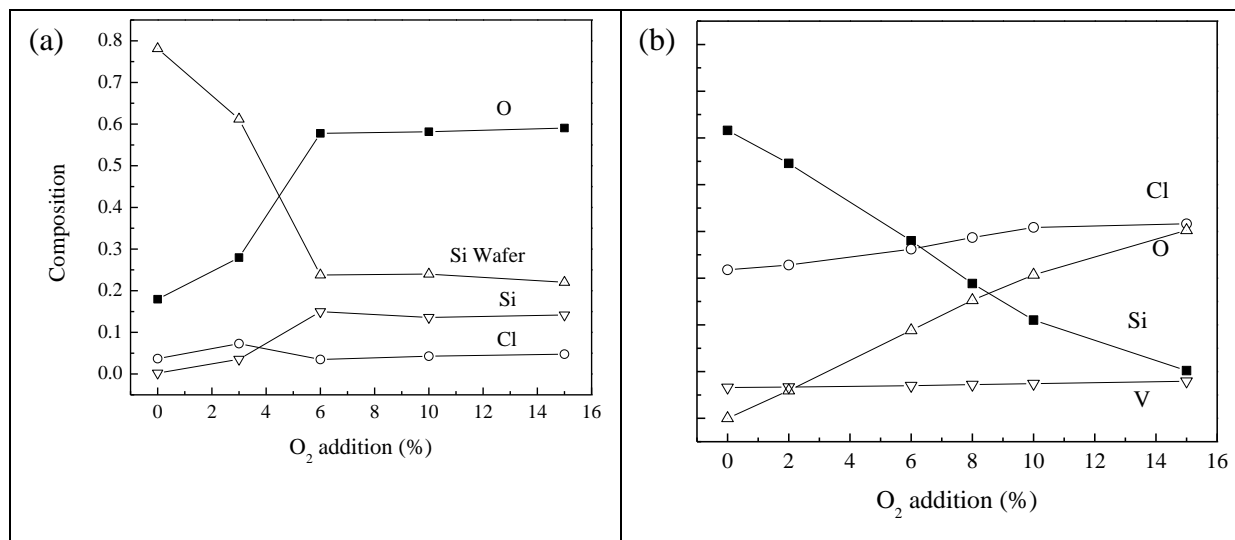 (a)
0.8
0.7
0.6
0.5
0.4
0.3
0.2
0.1
0.0
Composition
O
Si Wafer
Si
Cl
0 2 4 6 8 10 12 14 16
O₂ addition (%)
(b)
Cl
O
Si
V
0 2 4 6 8 10 12 14 16
O₂ addition (%)